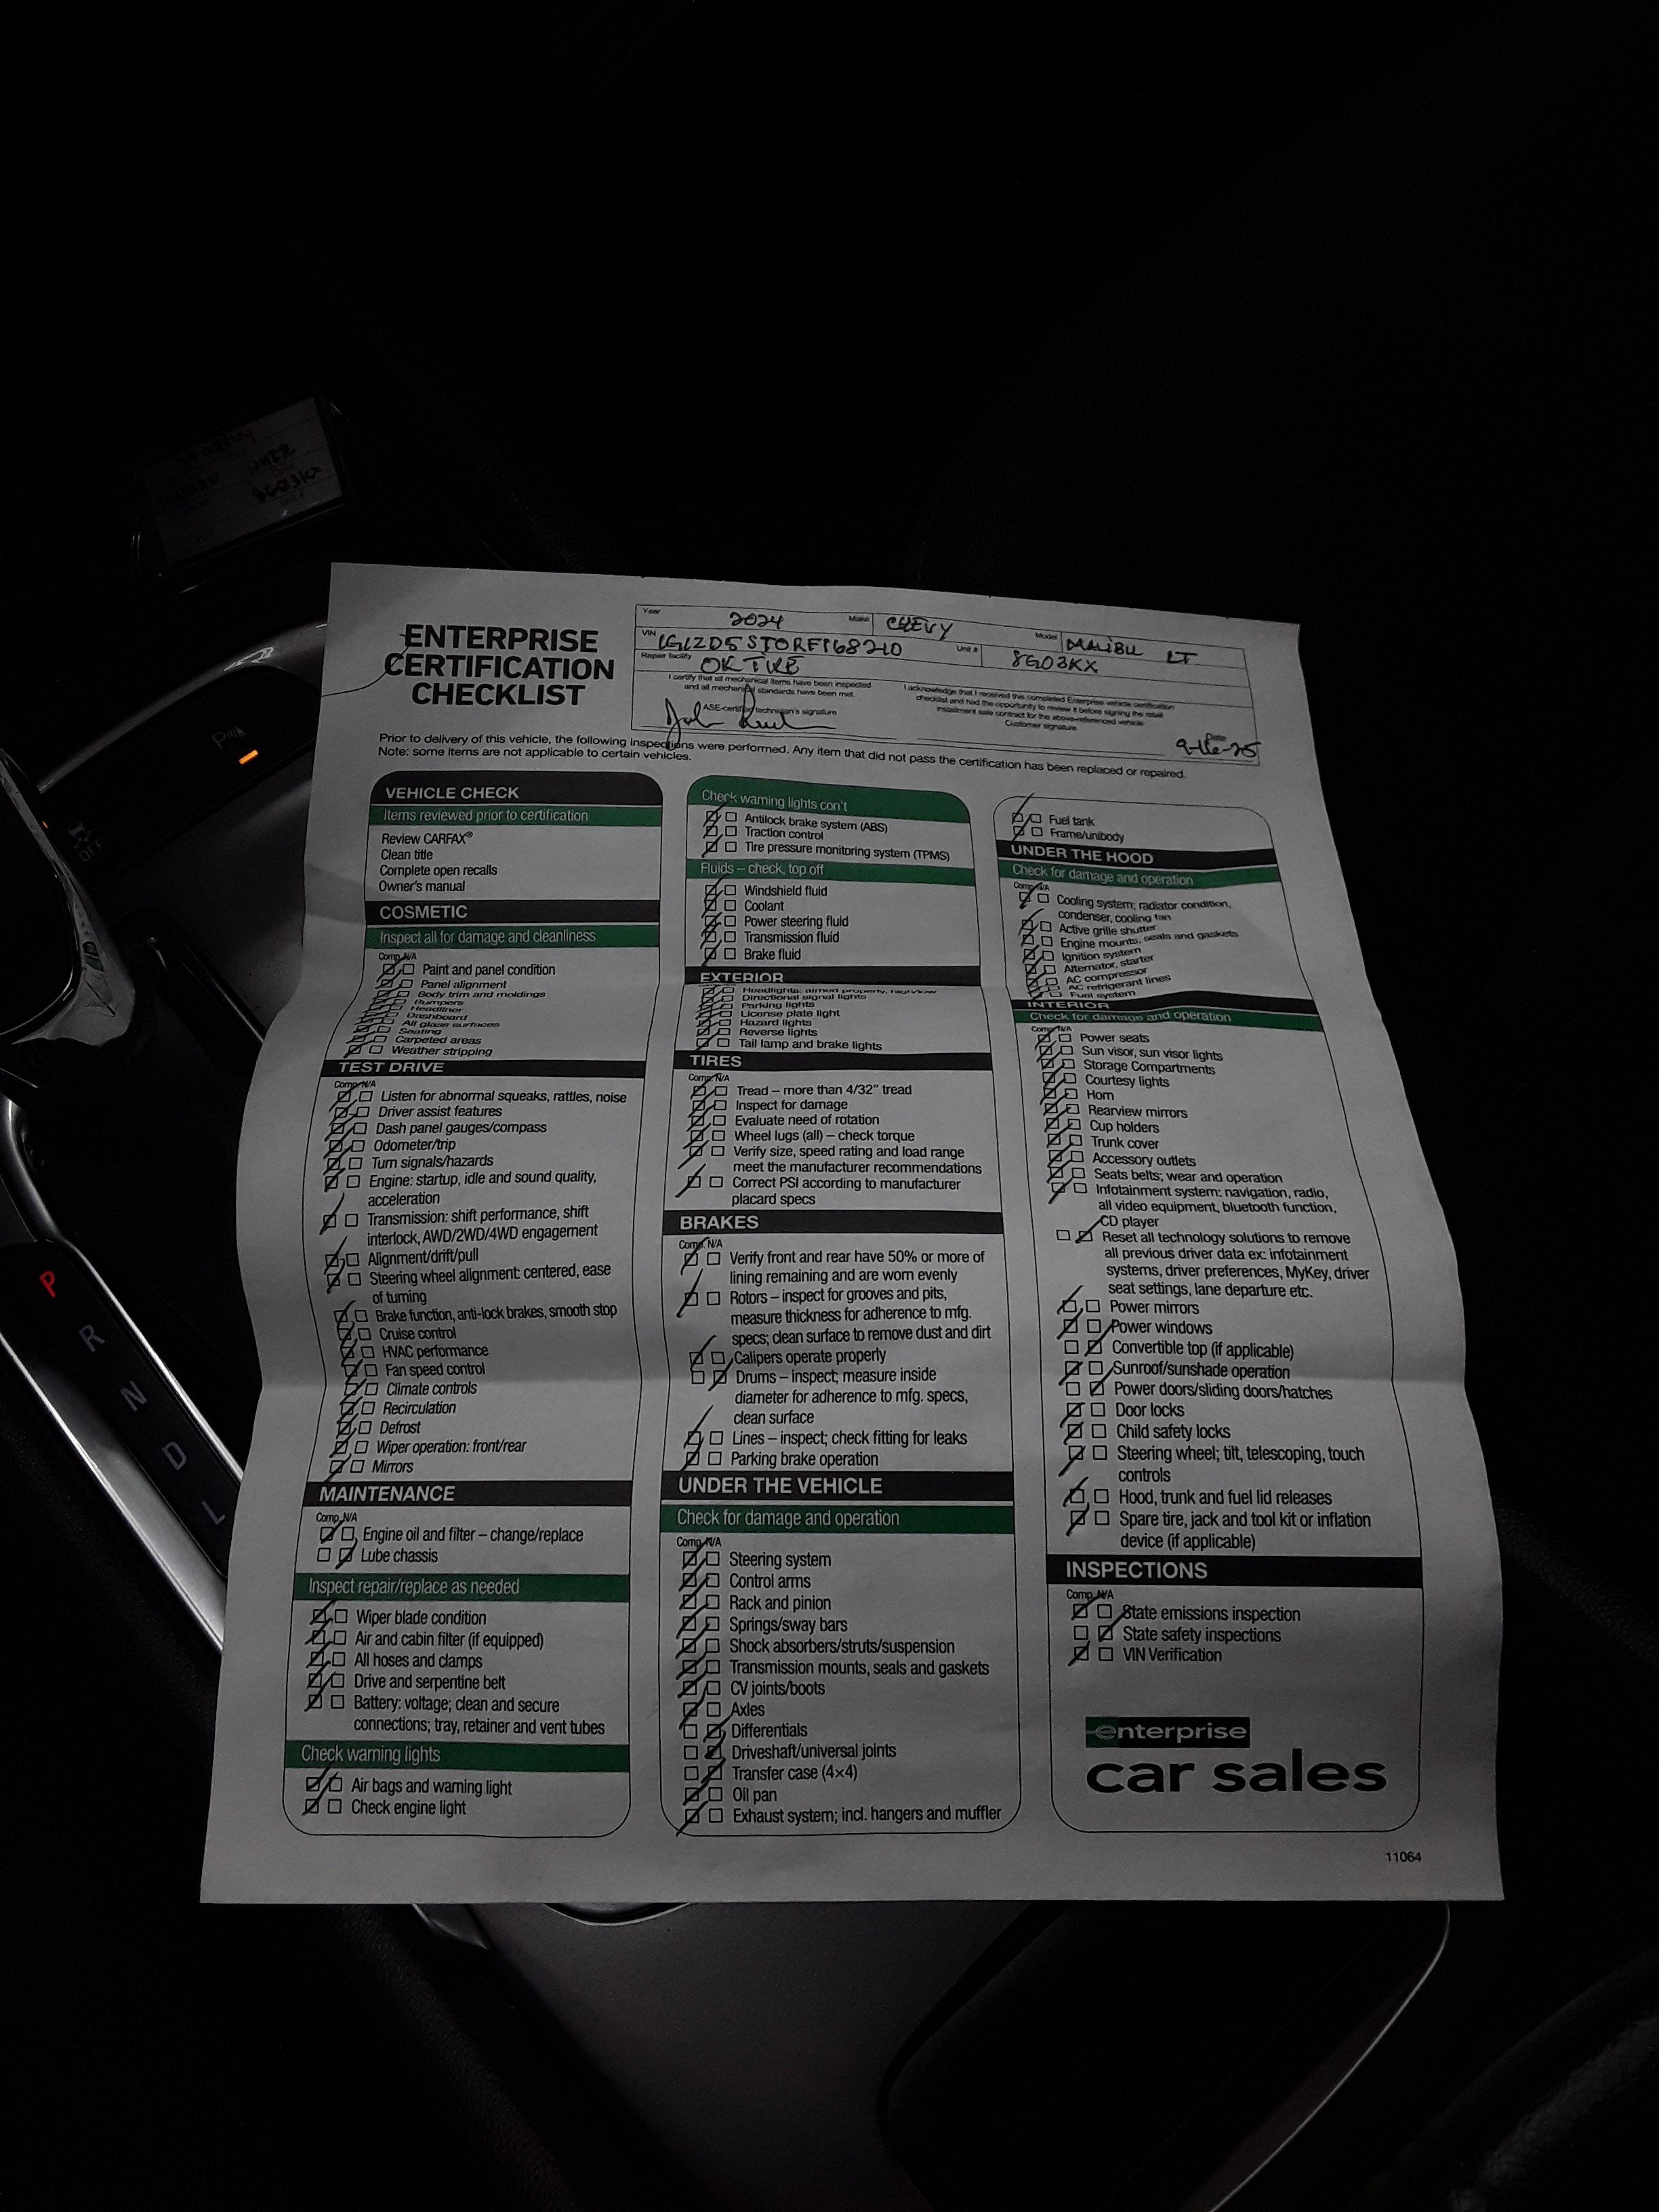 ENTERPRISE
CERTIFICATION
CHECKLIST
Year 2024 Make CHEVY Model MALIBU LT
VIN 1G1ZD5ST0RF168210 Unit # 8G03KX
Repair facility OK TIRE
I certify that all mechanical items have been inspected
and all mechanical standards have been met.
ASE-certified technician's signature
I acknowledge that I received this completed Enterprise vehicle certification
checklist and had the opportunity to review it before signing the retail
installment sale contract for the above-referenced vehicle
Customer signature
Date
9-16-25
Prior to delivery of this vehicle, the following inspections were performed. Any item that did not pass the certification has been replaced or repaired.
Note: some items are not applicable to certain vehicles.
VEHICLE CHECK
Items reviewed prior to certification
Review CARFAX®
Clean title
Complete open recalls
Owner's manual
COSMETIC
Inspect all for damage and cleanliness
Comp. N/A
Paint and panel condition
Panel alignment
Body trim and moldings
Bumpers
Headliner
Dashboard
All glass surfaces
Seating
Carpeted areas
Weather stripping
TEST DRIVE
Comp. N/A
Listen for abnormal squeaks, rattles, noise
Driver assist features
Dash panel gauges/compass
Odometer/trip
Turn signals/hazards
Engine: startup, idle and sound quality,
acceleration
Transmission: shift performance, shift
interlock, AWD/2WD/4WD engagement
Alignment/drift/pull
Steering wheel alignment: centered, ease
of turning
Brake function, anti-lock brakes, smooth stop
Cruise control
HVAC performance
Fan speed control
Climate controls
Recirculation
Defrost
Wiper operation: front/rear
Mirrors
MAINTENANCE
Comp. N/A
Engine oil and filter – change/replace
Lube chassis
Inspect repair/replace as needed
Wiper blade condition
Air and cabin filter (if equipped)
All hoses and clamps
Drive and serpentine belt
Battery: voltage; clean and secure
connections; tray, retainer and vent tubes
Check warning lights
Air bags and warning light
Check engine light
Check warning lights con't
Antilock brake system (ABS)
Traction control
Tire pressure monitoring system (TPMS)
Fluids – check, top off
Windshield fluid
Coolant
Power steering fluid
Transmission fluid
Brake fluid
EXTERIOR
Headlights: aimed properly, high/low
Directional signal lights
Parking lights
License plate light
Hazard lights
Reverse lights
Tail lamp and brake lights
TIRES
Comp. N/A
Tread – more than 4/32" tread
Inspect for damage
Evaluate need of rotation
Wheel lugs (all) – check torque
Verify size, speed rating and load range
meet the manufacturer recommendations
Correct PSI according to manufacturer
placard specs
BRAKES
Comp. N/A
Verify front and rear have 50% or more of
lining remaining and are worn evenly
Rotors – inspect for grooves and pits,
measure thickness for adherence to mfg.
specs; clean surface to remove dust and dirt
Calipers operate properly
Drums – inspect; measure inside
diameter for adherence to mfg. specs,
clean surface
Lines – inspect; check fitting for leaks
Parking brake operation
UNDER THE VEHICLE
Check for damage and operation
Comp. N/A
Steering system
Control arms
Rack and pinion
Springs/sway bars
Shock absorbers/struts/suspension
Transmission mounts, seals and gaskets
CV joints/boots
Axles
Differentials
Driveshaft/universal joints
Transfer case (4×4)
Oil pan
Exhaust system; incl. hangers and muffler
Fuel tank
Frame/unibody
UNDER THE HOOD
Check for damage and operation
Comp. N/A
Cooling system; radiator condition,
condenser, cooling fan
Active grille shutter
Engine mounts, seals and gaskets
Ignition system
Alternator, starter
AC compressor
AC refrigerant lines
Fuel system
INTERIOR
Check for damage and operation
Comp. N/A
Power seats
Sun visor, sun visor lights
Storage Compartments
Courtesy lights
Horn
Rearview mirrors
Cup holders
Trunk cover
Accessory outlets
Seats belts; wear and operation
Infotainment system: navigation, radio,
all video equipment, bluetooth function,
CD player
Reset all technology solutions to remove
all previous driver data ex: infotainment
systems, driver preferences, MyKey, driver
seat settings, lane departure etc.
Power mirrors
Power windows
Convertible top (if applicable)
Sunroof/sunshade operation
Power doors/sliding doors/hatches
Door locks
Child safety locks
Steering wheel; tilt, telescoping, touch
controls
Hood, trunk and fuel lid releases
Spare tire, jack and tool kit or inflation
device (if applicable)
INSPECTIONS
Comp. N/A
State emissions inspection
State safety inspections
VIN Verification
enterprise
car sales
11064
P
R
N
D
L
OFF